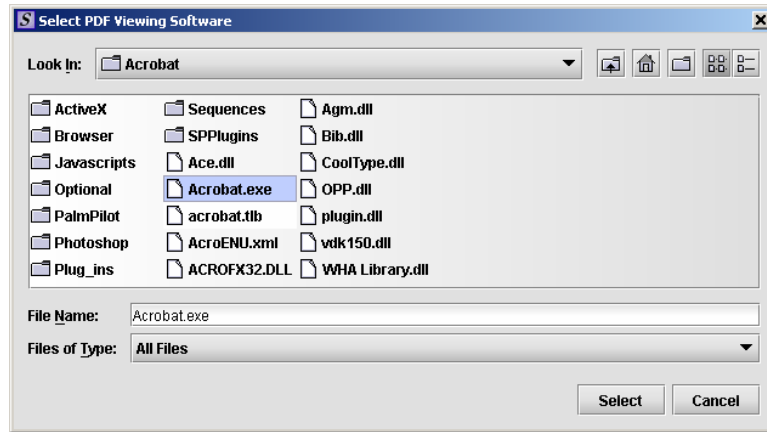 S Select PDF Viewing Software
Look In: Acrobat
ActiveX Sequences Agm.dll
Browser SPPlugins Bib.dll
Javascripts Ace.dll CoolType.dll
Optional Acrobat.exe OPP.dll
PalmPilot acrobat.tlb plugin.dll
Photoshop AcroENU.xml vdk150.dll
Plug_ins ACROFX32.DLL WHA Library.dll
File Name: Acrobat.exe
Files of Type: All Files
Select Cancel